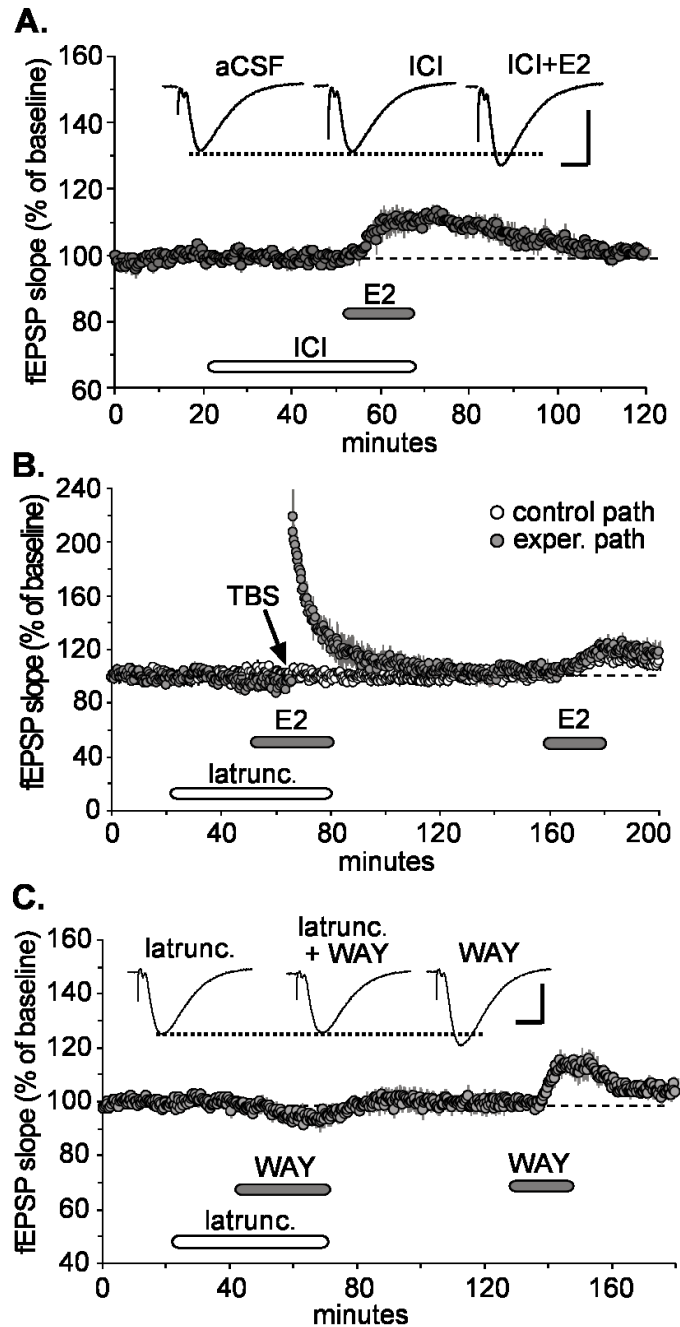 A.
160
aCSF ICI ICI+E2
140
120
100
80
60
E2
ICI
0 20 40 60 80 100 120
minutes
fEPSP slope (% of baseline)
B.
240
200
160
120
80
40
0
control path
exper. path
TBS
E2 E2
latrunc.
0 40 80 120 160 200
minutes
fEPSP slope (% of baseline)
C.
160
latrunc. latrunc. + WAY WAY
140
120
100
80
60
40
WAY WAY
latrunc.
0 40 80 120 160
minutes
fEPSP slope (% of baseline)